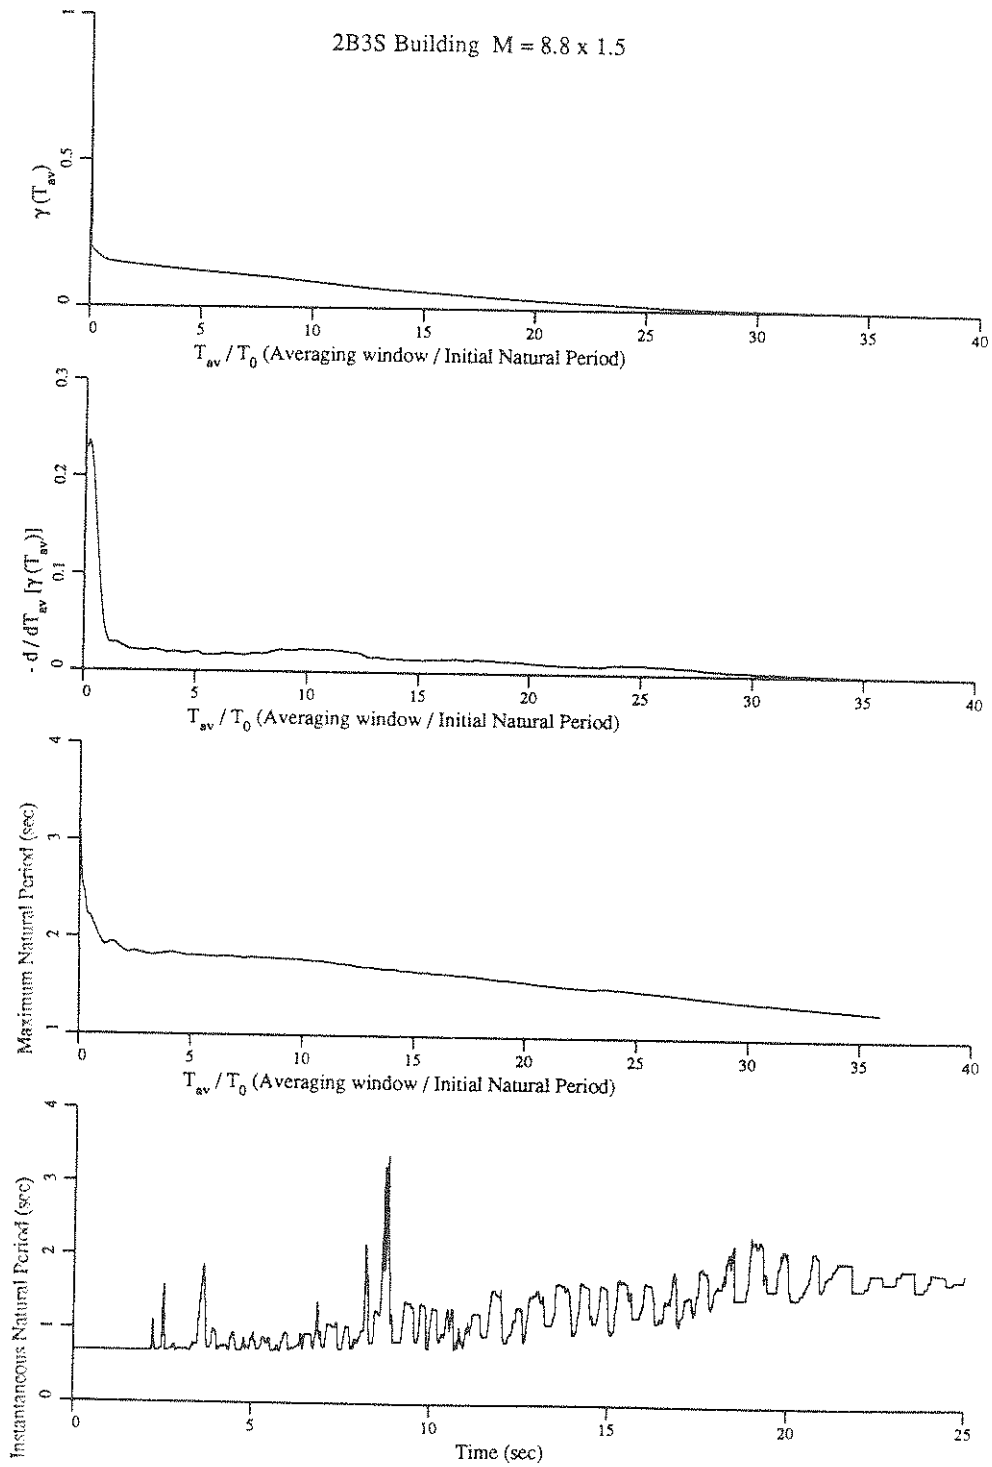 2B3S Building M = 8.8 x 1.5
γ (T_av)
1
0.5
0
0 5 10 15 20 25 30 35 40
T_av / T_0 (Averaging window / Initial Natural Period)
- d / dT_av [γ (T_av)]
0.3
0.2
0.1
0
0 5 10 15 20 25 30 35 40
T_av / T_0 (Averaging window / Initial Natural Period)
Maximum Natural Period (sec)
4
3
2
1
0 5 10 15 20 25 30 35 40
T_av / T_0 (Averaging window / Initial Natural Period)
Instantaneous Natural Period (sec)
4
3
2
1
0
0 5 10 15 20 25
Time (sec)